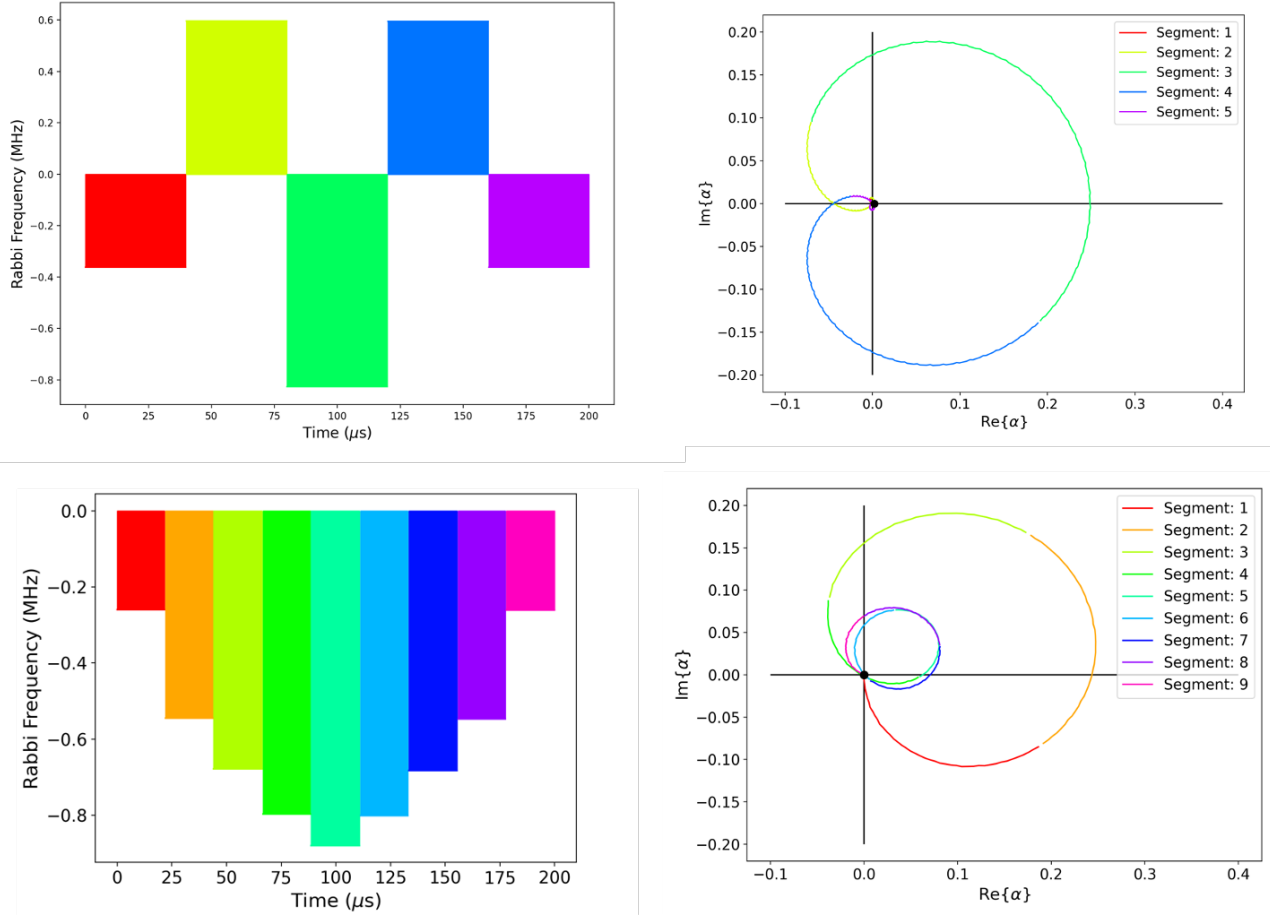 0.6
0.4
0.2
0.0
−0.2
−0.4
−0.6
−0.8
Rabbi Frequency (MHz)
0 25 50 75 100 125 150 175 200
Time (μs)
0.20
0.15
0.10
0.05
0.00
−0.05
−0.10
−0.15
−0.20
Im{α}
−0.1 0.0 0.1 0.2 0.3 0.4
Re{α}
Segment: 1
Segment: 2
Segment: 3
Segment: 4
Segment: 5
0.0
−0.2
−0.4
−0.6
−0.8
Rabbi Frequency (MHz)
0 25 50 75 100 125 150 175 200
Time (μs)
0.20
0.15
0.10
0.05
0.00
−0.05
−0.10
−0.15
−0.20
Im{α}
−0.1 0.0 0.1 0.2 0.3 0.4
Re{α}
Segment: 1
Segment: 2
Segment: 3
Segment: 4
Segment: 5
Segment: 6
Segment: 7
Segment: 8
Segment: 9